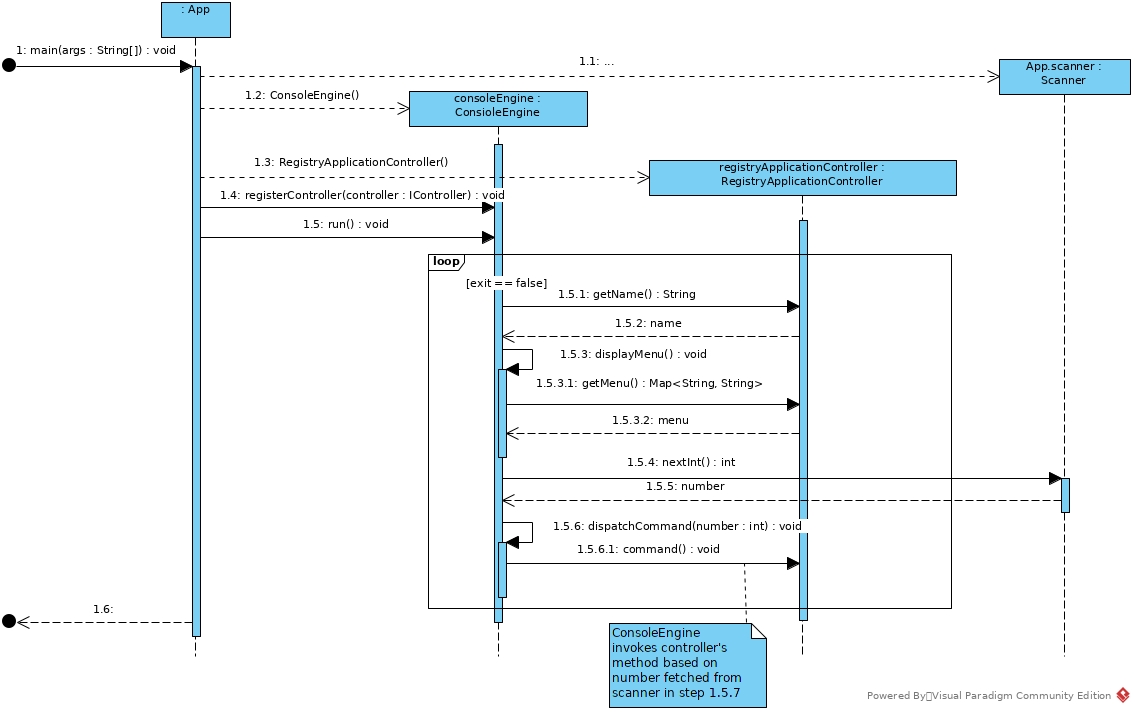 : App
1: main(args : String[]) : void
1.1: ...
App.scanner :
Scanner
1.2: ConsoleEngine()
consoleEngine :
ConsioleEngine
1.3: RegistryApplicationController()
registryApplicationController :
RegistryApplicationController
1.4: registerController(controller : IController) : void
1.5: run() : void
loop
[exit == false]
1.5.1: getName() : String
1.5.2: name
1.5.3: displayMenu() : void
1.5.3.1: getMenu() : Map<String, String>
1.5.3.2: menu
1.5.4: nextInt() : int
1.5.5: number
1.5.6: dispatchCommand(number : int) : void
1.5.6.1: command() : void
1.6:
ConsoleEngine
invokes controller's
method based on
number fetched from
scanner in step 1.5.7
Powered By Visual Paradigm Community Edition